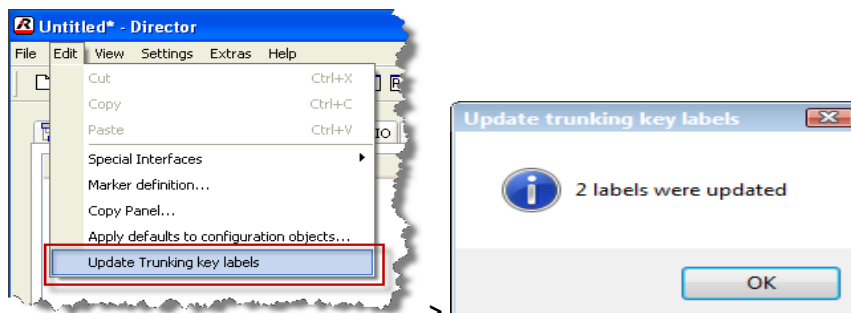 Untitled* - Director
File Edit View Settings Extras Help
Cut Ctrl+X
Copy Ctrl+C
Paste Ctrl+V
IO
Special Interfaces
Marker definition...
Copy Panel...
Apply defaults to configuration objects...
Update Trunking key labels
>
Update trunking key labels
2 labels were updated
OK